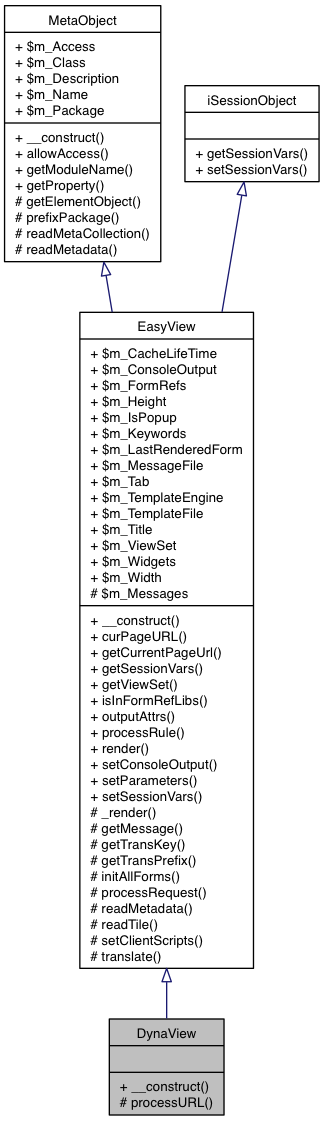 MetaObject
+ $m_Access
+ $m_Class
+ $m_Description
+ $m_Name
+ $m_Package
+ __construct()
+ allowAccess()
+ getModuleName()
+ getProperty()
# getElementObject()
# prefixPackage()
# readMetaCollection()
# readMetadata()
iSessionObject
+ getSessionVars()
+ setSessionVars()
EasyView
+ $m_CacheLifeTime
+ $m_ConsoleOutput
+ $m_FormRefs
+ $m_Height
+ $m_IsPopup
+ $m_Keywords
+ $m_LastRenderedForm
+ $m_MessageFile
+ $m_Tab
+ $m_TemplateEngine
+ $m_TemplateFile
+ $m_Title
+ $m_ViewSet
+ $m_Widgets
+ $m_Width
# $m_Messages
+ __construct()
+ curPageURL()
+ getCurrentPageUrl()
+ getSessionVars()
+ getViewSet()
+ isInFormRefLibs()
+ outputAttrs()
+ processRule()
+ render()
+ setConsoleOutput()
+ setParameters()
+ setSessionVars()
# _render()
# getMessage()
# getTransKey()
# getTransPrefix()
# initAllForms()
# processRequest()
# readMetadata()
# readTile()
# setClientScripts()
# translate()
DynaView
+ __construct()
# processURL()